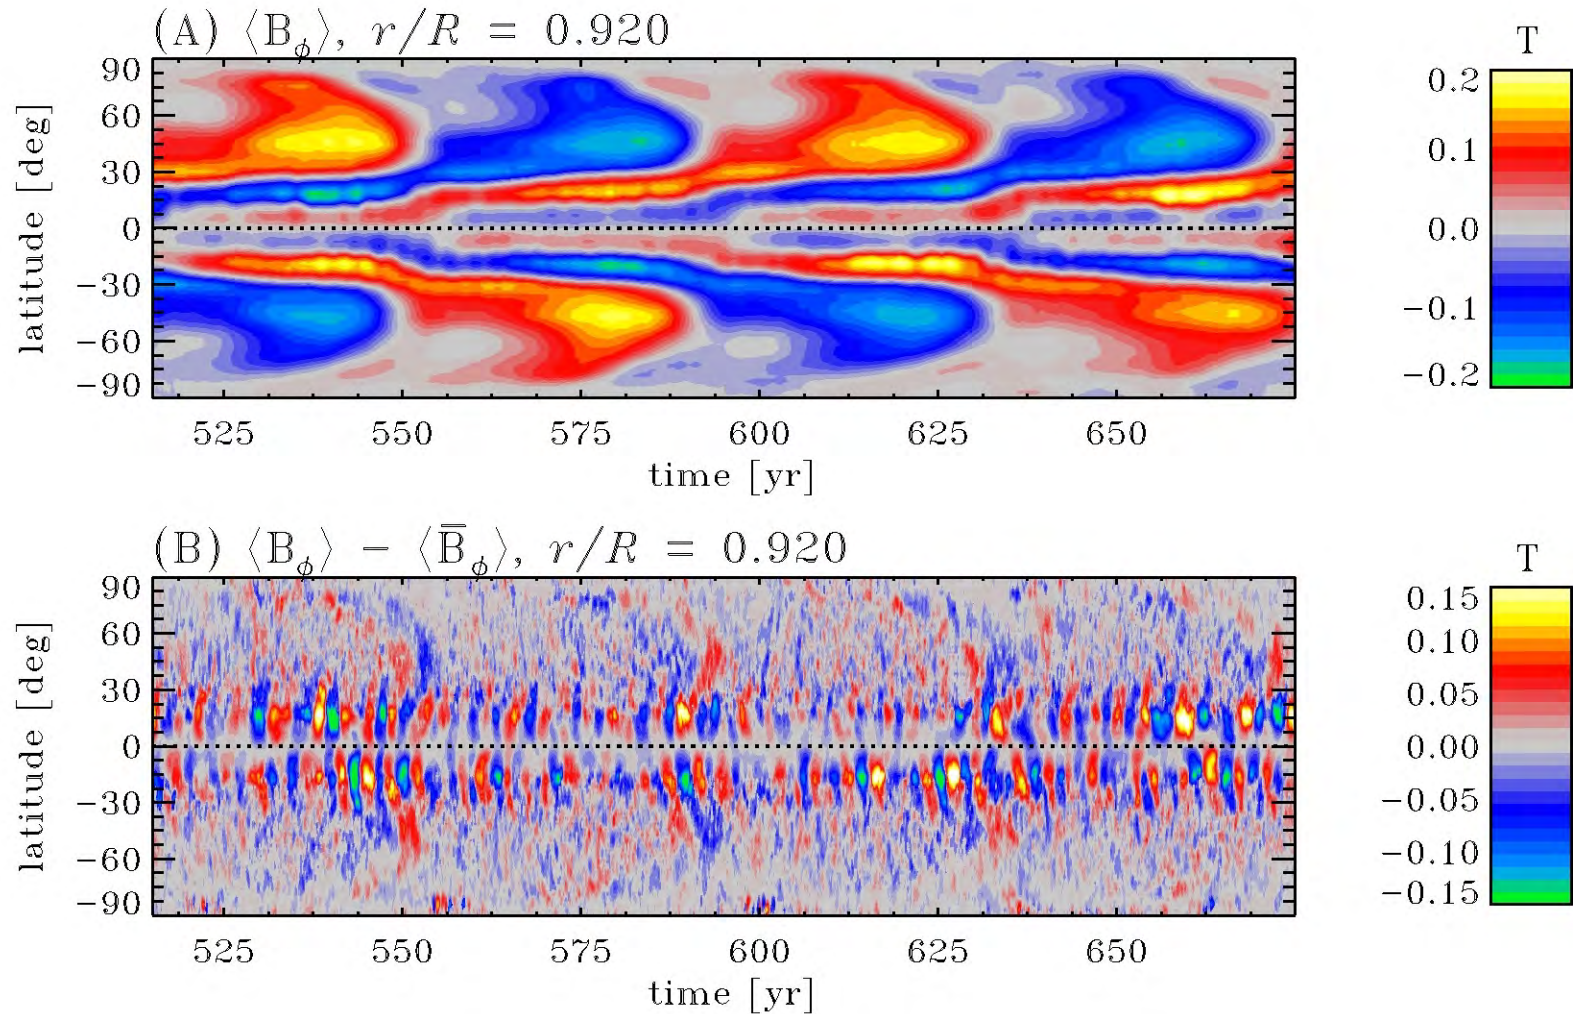 (A) ⟨B_ϕ⟩, r/R = 0.920
T
90
60
30
0
−30
−60
−90
latitude [deg]
525 550 575 600 625 650
time [yr]
0.2
0.1
0.0
−0.1
−0.2
(B) ⟨B_ϕ⟩ − ⟨B̅_ϕ⟩, r/R = 0.920
T
90
60
30
0
−30
−60
−90
latitude [deg]
525 550 575 600 625 650
time [yr]
0.15
0.10
0.05
0.00
−0.05
−0.10
−0.15